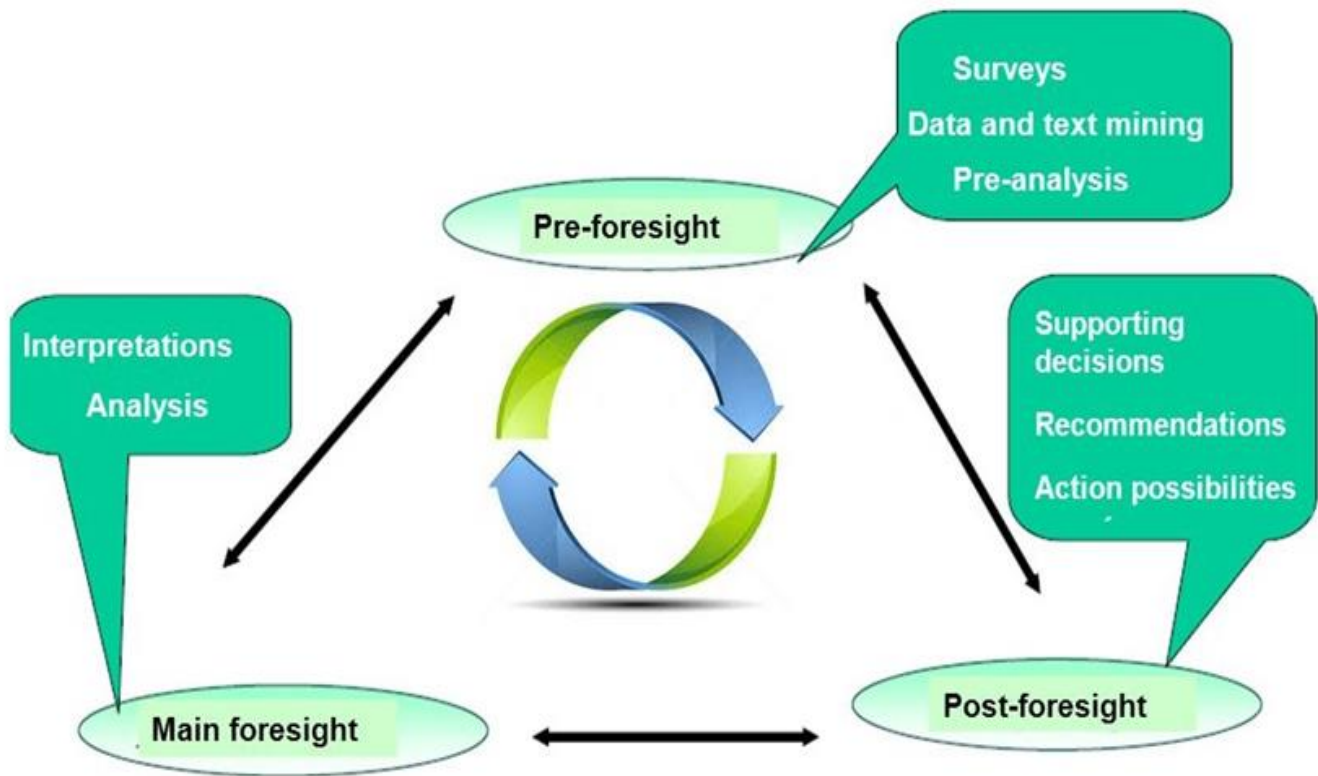 Surveys
Data and text mining
Pre-analysis
Pre-foresight
Interpretations
Analysis
Supporting
decisions
Recommendations
Action possibilities
Main foresight
Post-foresight